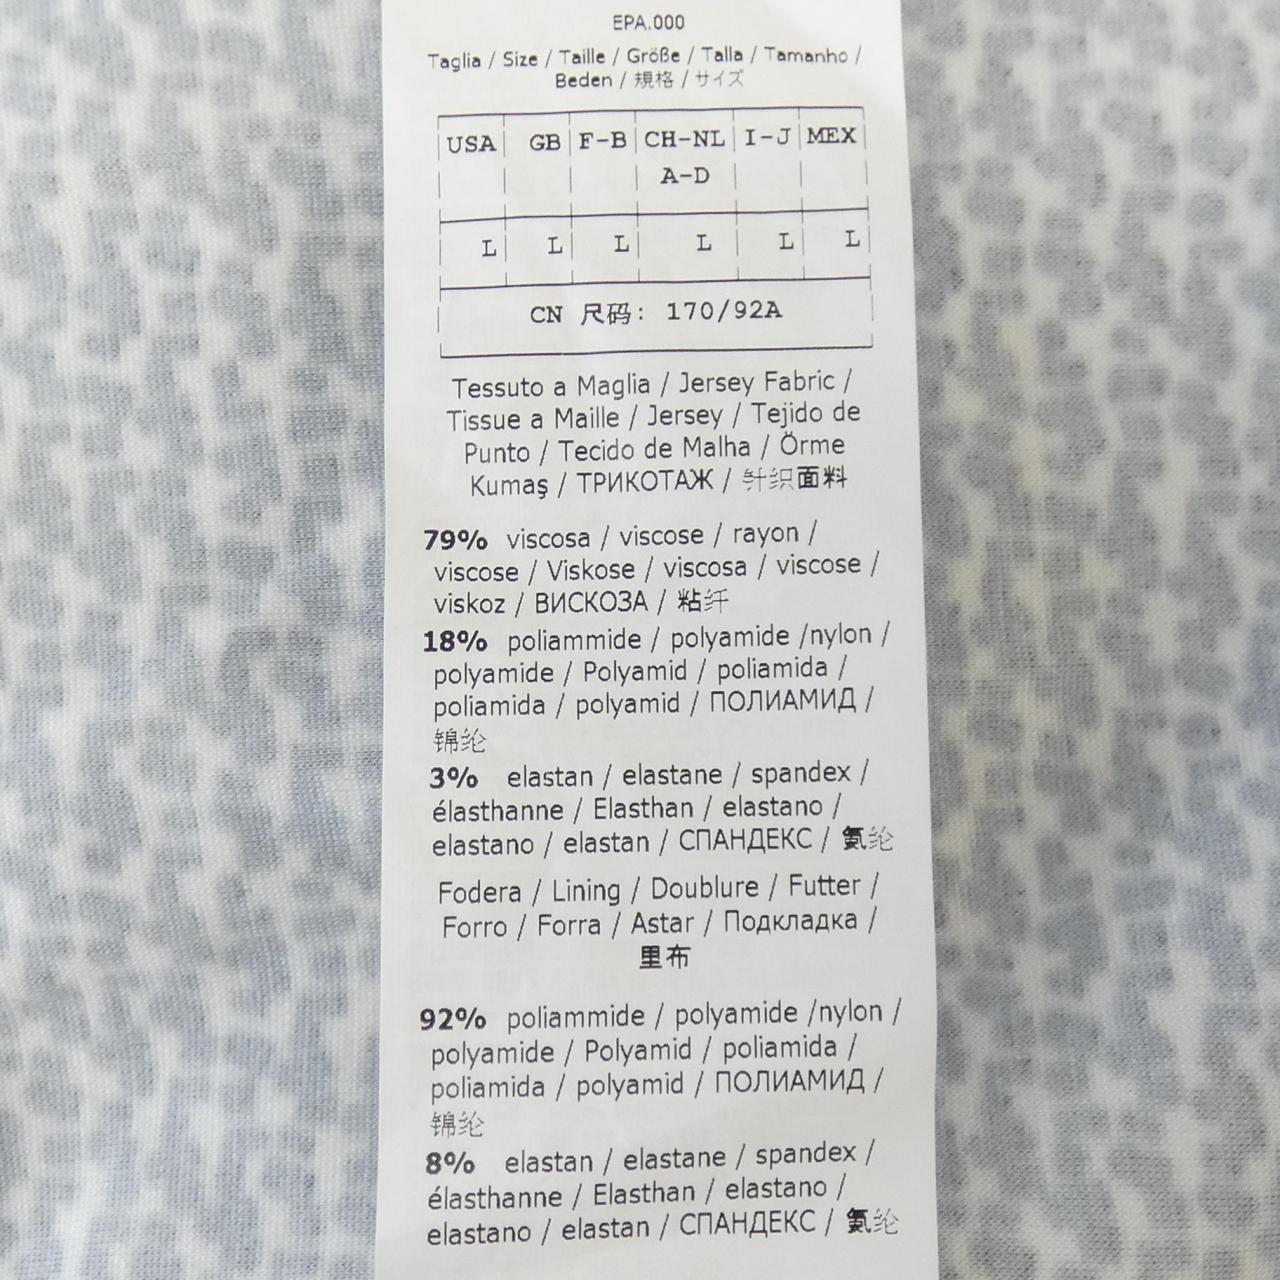 EPA.000
Taglia / Size / Taille / Größe / Talla / Tamanho /
Beden / 規格 / サイズ
USA GB F-B CH-NL I-J MEX
A-D
L L L L L L
CN 尺码: 170/92A
Tessuto a Maglia / Jersey Fabric /
Tissue a Maille / Jersey / Tejido de
Punto / Tecido de Malha / Örme
Kumaş / ТРИКОТАЖ / 针织面料
79% viscosa / viscose / rayon /
viscose / Viskose / viscosa / viscose /
viskoz / ВИСКОЗА / 粘纤
18% poliammide / polyamide /nylon /
polyamide / Polyamid / poliamida /
poliamida / polyamid / ПОЛИАМИД /
锦纶
3% elastan / elastane / spandex /
élasthanne / Elasthan / elastano /
elastano / elastan / СПАНДЕКС / 氨纶
Fodera / Lining / Doublure / Futter /
Forro / Forra / Astar / Подкладка /
里布
92% poliammide / polyamide /nylon /
polyamide / Polyamid / poliamida /
poliamida / polyamid / ПОЛИАМИД /
锦纶
8% elastan / elastane / spandex /
élasthanne / Elasthan / elastano /
elastano / elastan / СПАНДЕКС / 氨纶